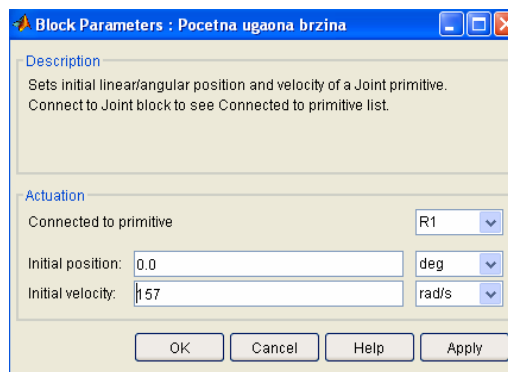 Block Parameters : Pocetna ugaona brzina
Description
Sets initial linear/angular position and velocity of a Joint primitive.
Connect to Joint block to see Connected to primitive list.
Actuation
Connected to primitive R1
Initial position: 0.0 deg
Initial velocity: 157 rad/s
OK Cancel Help Apply